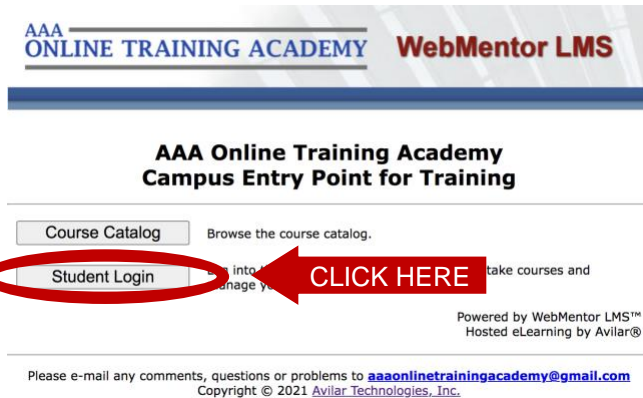 AAA
ONLINE TRAINING ACADEMY
WebMentor LMS
AAA Online Training Academy
Campus Entry Point for Training
Course Catalog
Browse the course catalog.
Student Login
into
CLICK HERE
take courses and
Powered by WebMentor LMS™
Hosted eLearning by Avilar®
Please e-mail any comments, questions or problems to aaaonlinetrainingacademy@gmail.com
Copyright © 2021 Avilar Technologies, Inc.